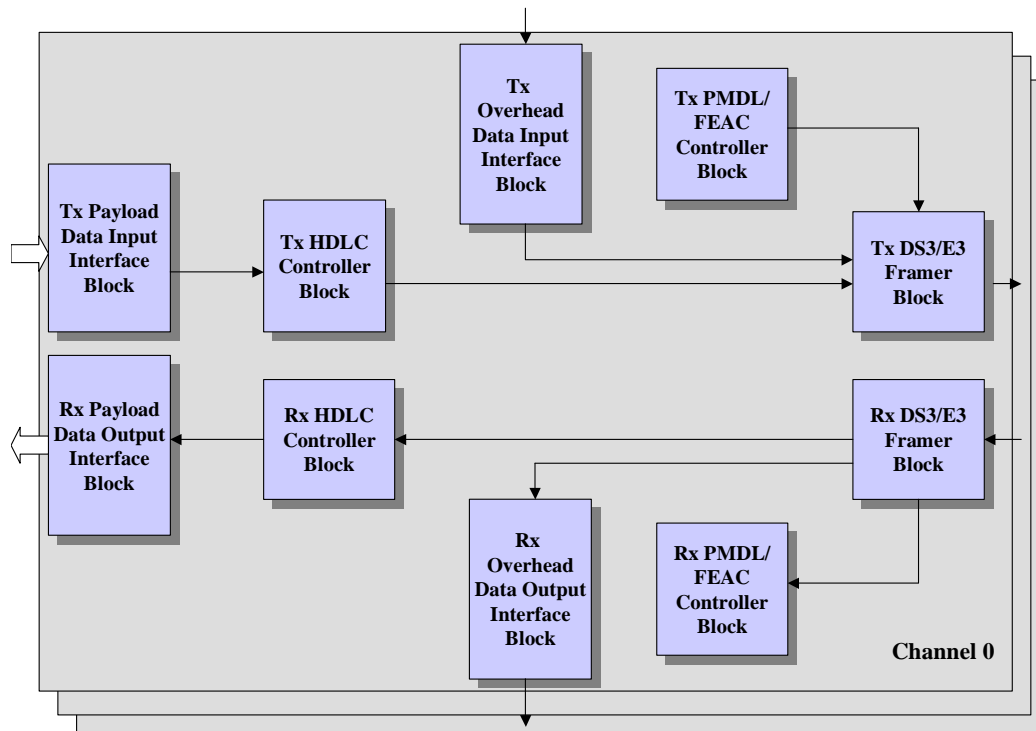 Tx
Overhead
Data Input
Interface
Block
Tx PMDL/
FEAC
Controller
Block
Tx Payload
Data Input
Interface
Block
Tx HDLC
Controller
Block
Tx DS3/E3
Framer
Block
Rx Payload
Data Output
Interface
Block
Rx HDLC
Controller
Block
Rx DS3/E3
Framer
Block
Rx
Overhead
Data Output
Interface
Block
Rx PMDL/
FEAC
Controller
Block
Channel 0